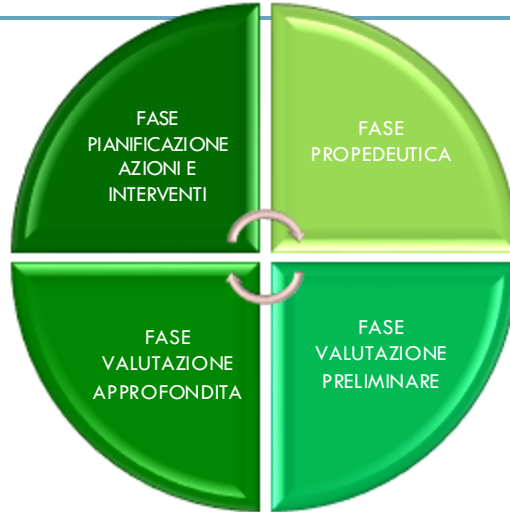 FASE
PIANIFICAZIONE
AZIONI E
INTERVENTI
FASE
PROPEDEUTICA
FASE
VALUTAZIONE
APPROFONDITA
FASE
VALUTAZIONE
PRELIMINARE